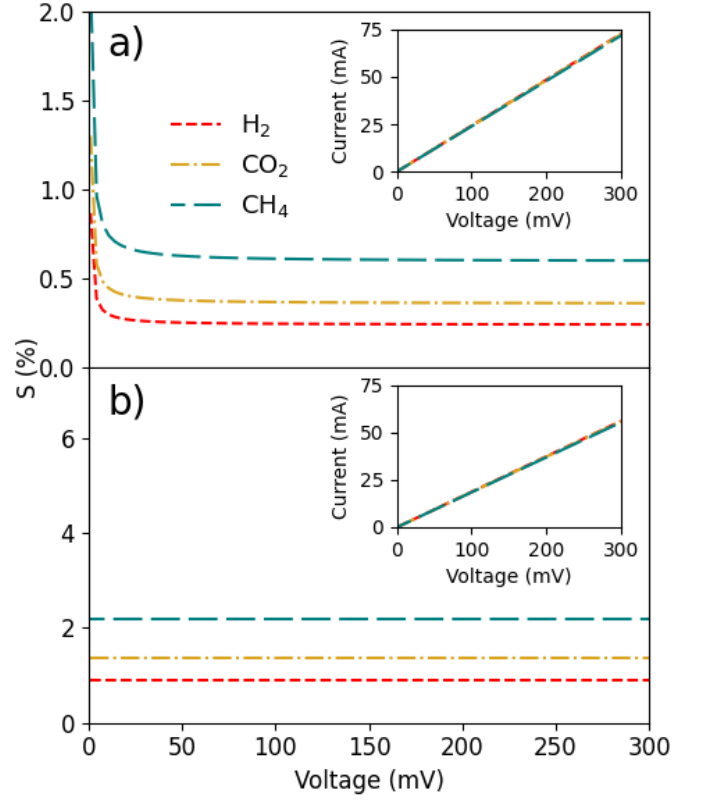 2.0
1.5
1.0
0.5
0.0
a)
H₂
CO₂
CH₄
75
50
25
0
Current (mA)
0 100 200 300
Voltage (mV)
S (%)
b)
6
4
2
0
75
50
25
0
Current (mA)
0 100 200 300
Voltage (mV)
0 50 100 150 200 250 300
Voltage (mV)